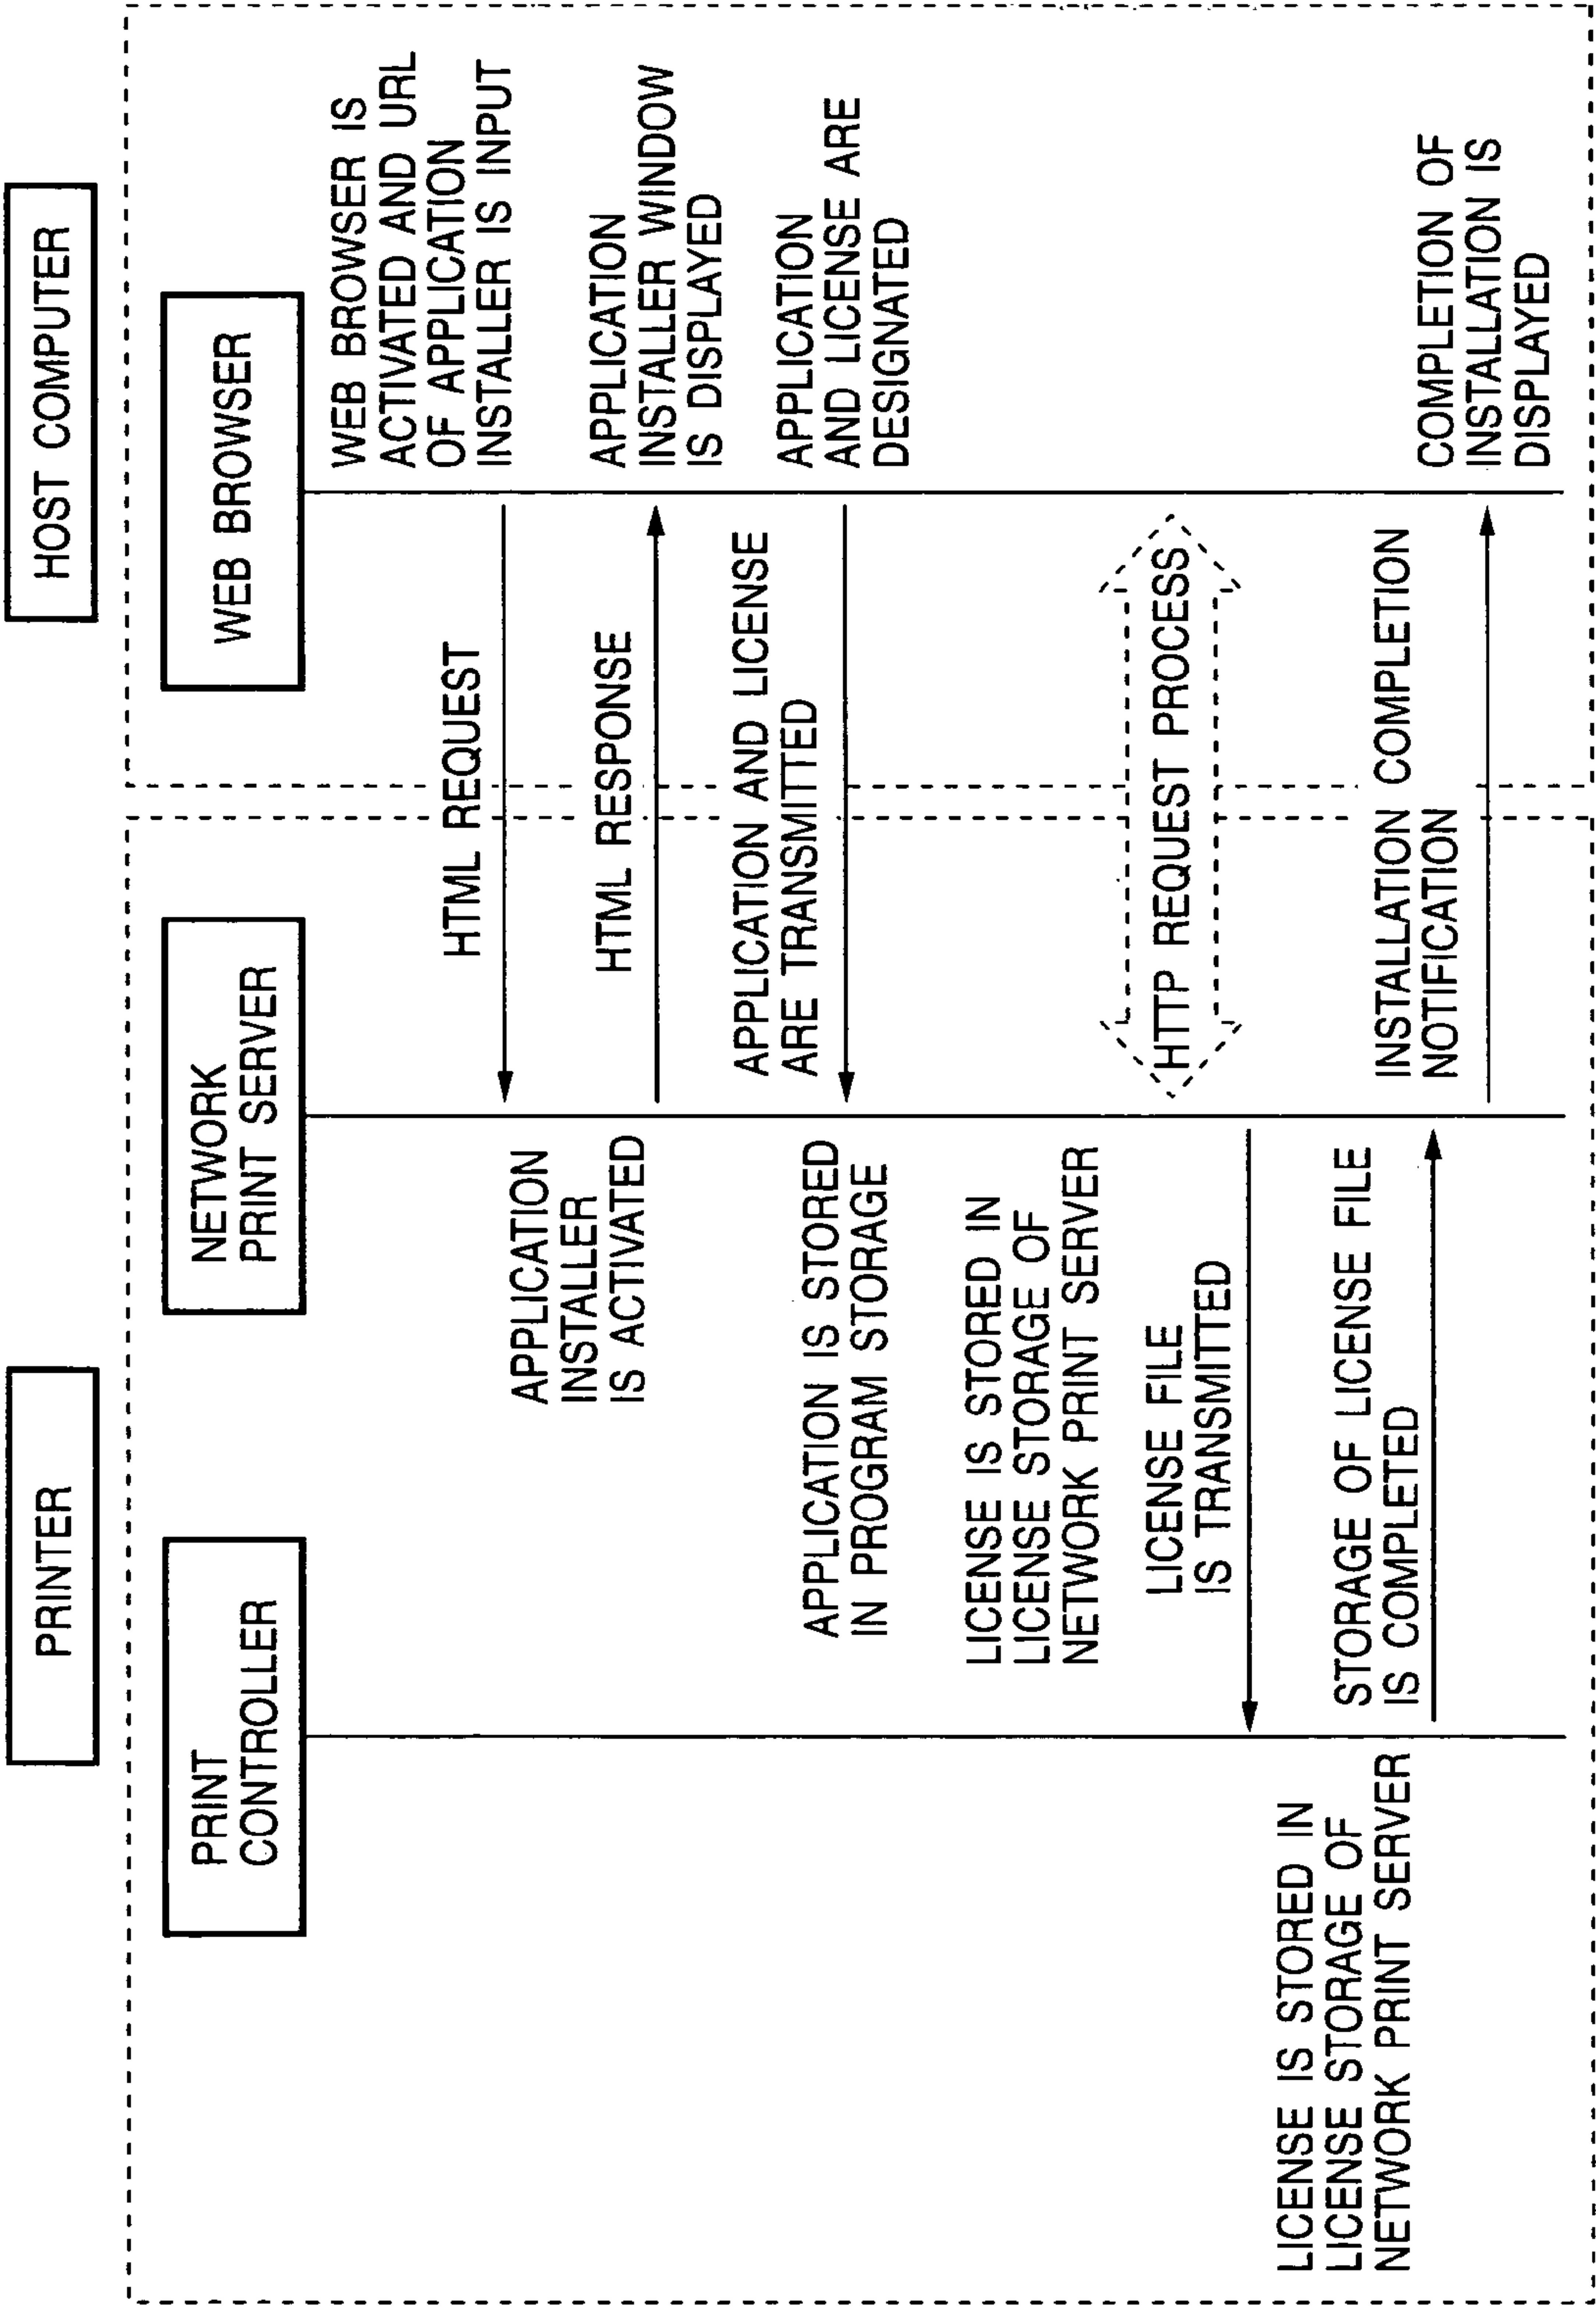 PRINTER
HOST COMPUTER
PRINT
CONTROLLER
NETWORK
PRINT SERVER
WEB BROWSER
WEB BROWSER IS
ACTIVATED AND URL
OF APPLICATION
INSTALLER IS INPUT
HTML REQUEST
APPLICATION
INSTALLER
IS ACTIVATED
HTML RESPONSE
APPLICATION
INSTALLER WINDOW
IS DISPLAYED
APPLICATION AND LICENSE
ARE TRANSMITTED
APPLICATION
AND LICENSE ARE
DESIGNATED
APPLICATION IS STORED
IN PROGRAM STORAGE
LICENSE IS STORED IN
LICENSE STORAGE OF
NETWORK PRINT SERVER
HTTP REQUEST PROCESS
LICENSE FILE
IS TRANSMITTED
LICENSE IS STORED IN
LICENSE STORAGE OF
NETWORK PRINT SERVER
STORAGE OF LICENSE FILE
IS COMPLETED
INSTALLATION COMPLETION
NOTIFICATION
COMPLETION OF
INSTALLATION IS
DISPLAYED